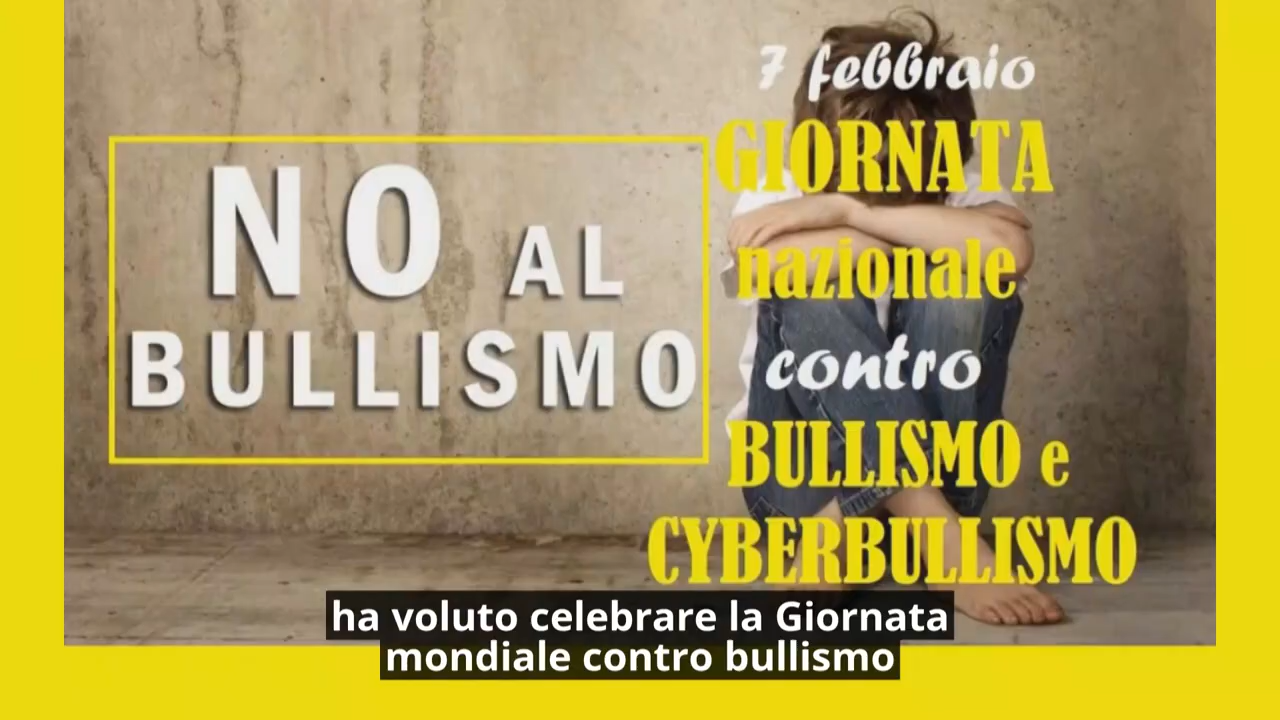 NO AL
BULLISMO
7 febbraio
GIORNATA
nazionale
contro
BULLISMO e
CYBERBULLISMO
ha voluto celebrare la Giornata
mondiale contro bullismo